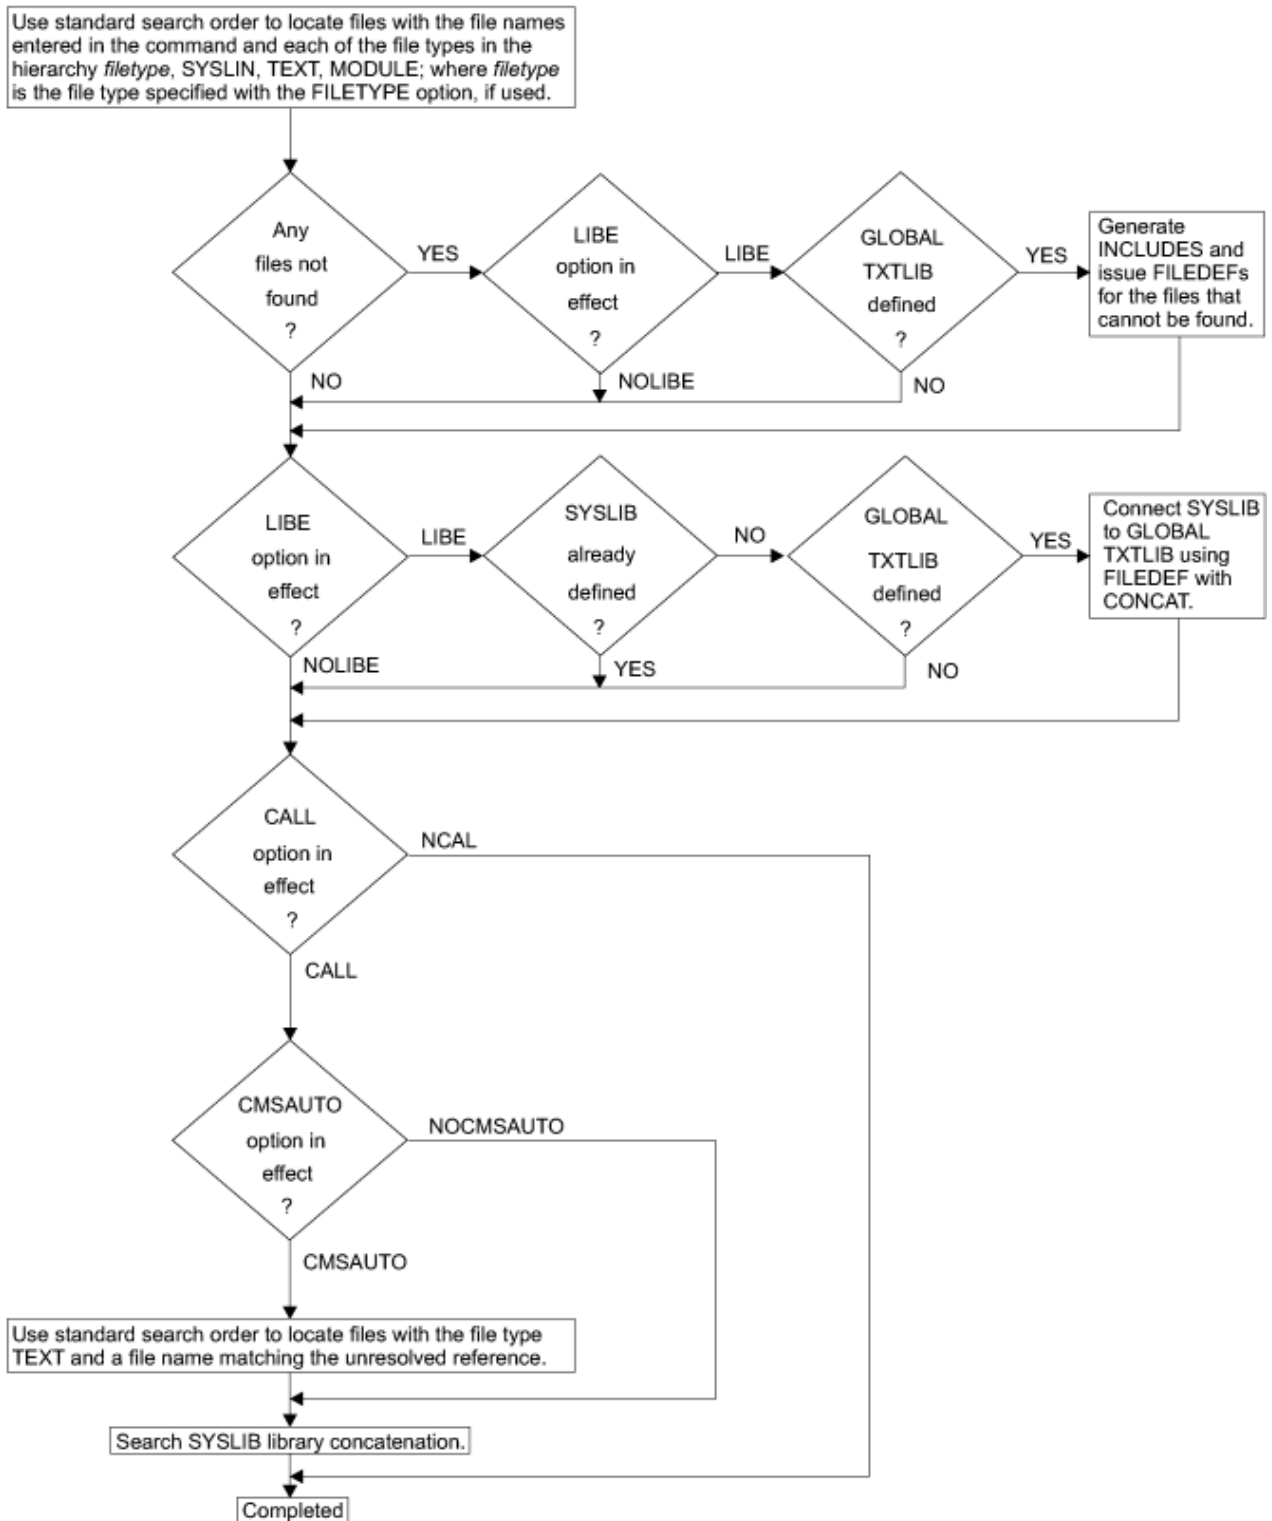 Use standard search order to locate files with the file names
entered in the command and each of the file types in the
hierarchy filetype, SYSLIN, TEXT, MODULE; where filetype
is the file type specified with the FILETYPE option, if used.
Any
files not
found
?
YES
NO
LIBE
option in
effect
?
LIBE
NOLIBE
GLOBAL
TXTLIB
defined
?
YES
NO
Generate
INCLUDES and
issue FILEDEFs
for the files that
cannot be found.
LIBE
option in
effect
?
LIBE
NOLIBE
SYSLIB
already
defined
?
NO
YES
GLOBAL
TXTLIB
defined
?
YES
NO
Connect SYSLIB
to GLOBAL
TXTLIB using
FILEDEF with
CONCAT.
CALL
option in
effect
?
NCAL
CALL
CMSAUTO
option in
effect
?
NOCMSAUTO
CMSAUTO
Use standard search order to locate files with the file type
TEXT and a file name matching the unresolved reference.
Search SYSLIB library concatenation.
Completed